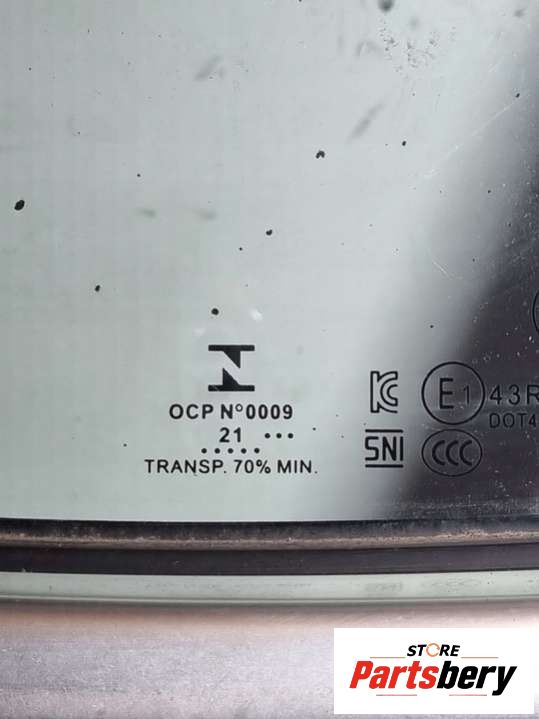 OCP N°0009
21 •••
•••••
TRANSP. 70% MIN.
E1 43R
DOT4
SNI
CCC
STORE
Partsbery